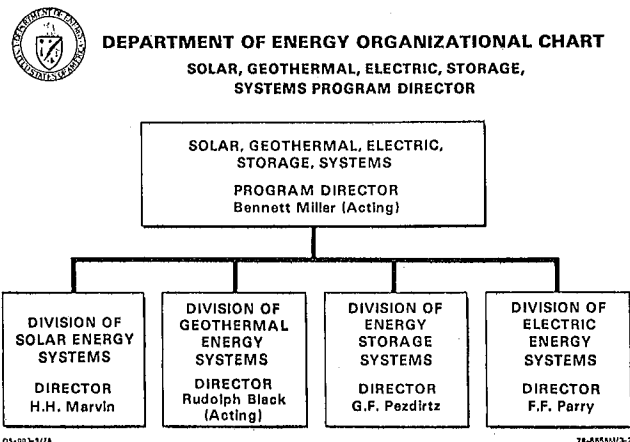 DEPARTMENT OF ENERGY ORGANIZATIONAL CHART
SOLAR, GEOTHERMAL, ELECTRIC, STORAGE,
SYSTEMS PROGRAM DIRECTOR
SOLAR, GEOTHERMAL, ELECTRIC,
STORAGE, SYSTEMS
PROGRAM DIRECTOR
Bennett Miller (Acting)
DIVISION OF
SOLAR ENERGY
SYSTEMS
DIRECTOR
H.H. Marvin
DIVISION OF
GEOTHERMAL
ENERGY
SYSTEMS
DIRECTOR
Rudolph Black
(Acting)
DIVISION OF
ENERGY
STORAGE
SYSTEMS
DIRECTOR
G.F. Pezdirtz
DIVISION OF
ELECTRIC
ENERGY
SYSTEMS
DIRECTOR
F.F. Parry